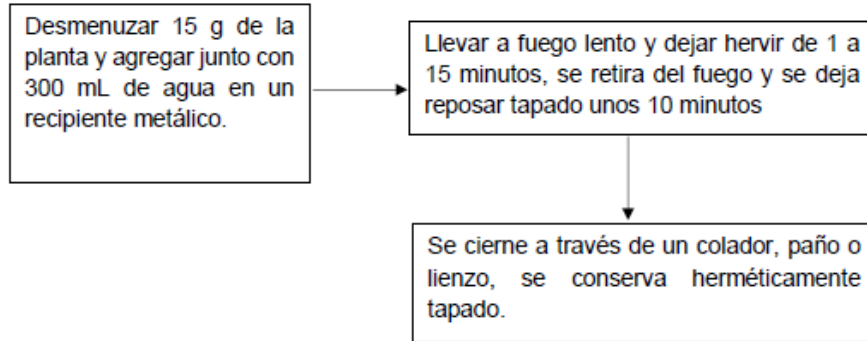 Desmenuzar 15 g de la
planta y agregar junto con
300 mL de agua en un
recipiente metálico.
Llevar a fuego lento y dejar hervir de 1 a
15 minutos, se retira del fuego y se deja
reposar tapado unos 10 minutos
Se cierne a través de un colador, paño o
lienzo, se conserva herméticamente
tapado.